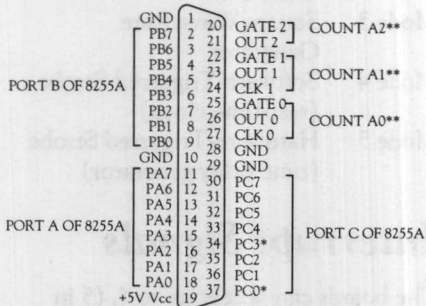 GND 1
PB7 2 20 GATE 2
PB6 3 21 OUT 2 COUNT A2**
PB5 4 22 GATE 1
PORT B OF 8255A PB4 5 23 OUT 1 COUNT A1**
PB3 6 24 CLK 1
PB2 7 25 GATE 0
PB1 8 26 OUT 0 COUNT A0**
PB0 9 27 CLK 0
GND 10 28 GND
PA7 11 29 GND
PA6 12 30 PC7
PA5 13 31 PC6
PORT A OF 8255A PA4 14 32 PC5
PA3 15 33 PC4 PORT C OF 8255A
PA2 16 34 PC3*
PA1 17 35 PC2
PA0 18 36 PC1
+5V Vcc 19 37 PC0*